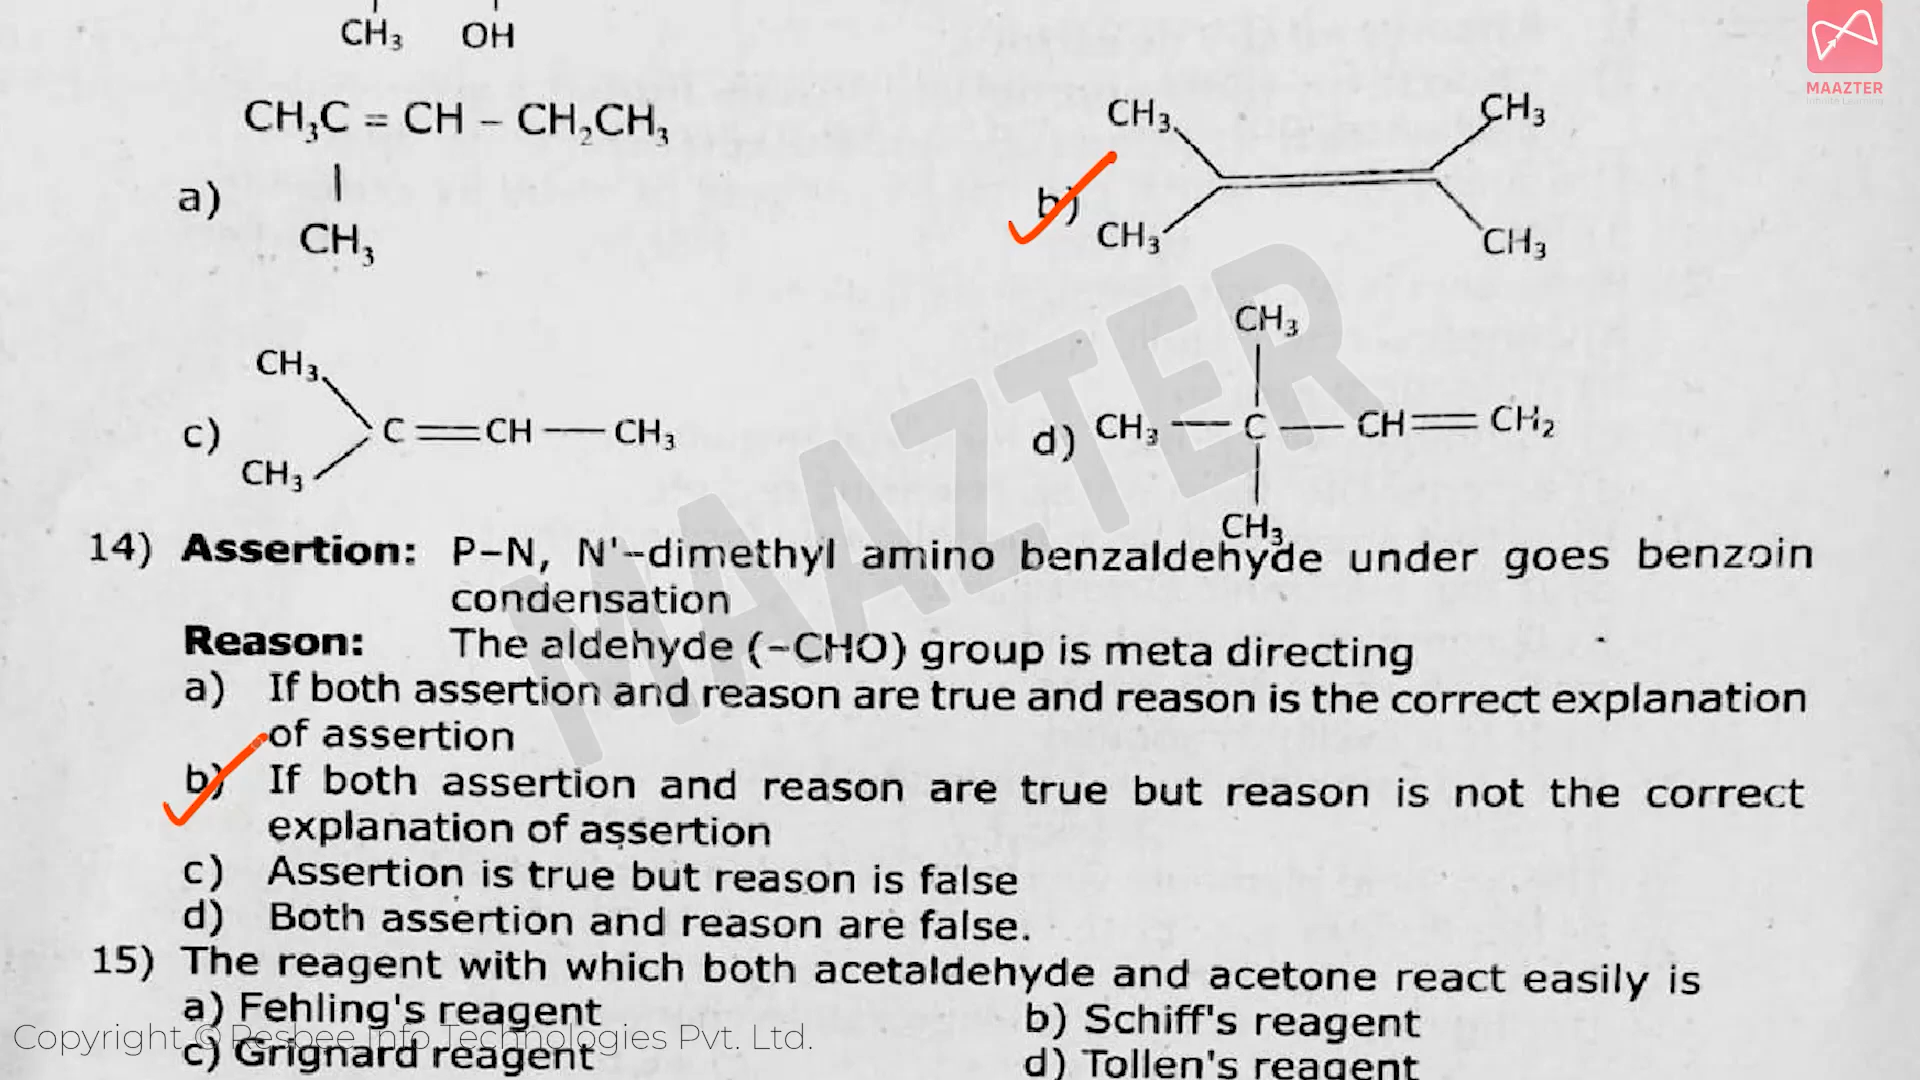 CH₃ OH
MAAZTER
Infinite Learning
CH₃C = CH – CH₂CH₃
a)
CH₃
CH₃ CH₃
b)
CH₃ CH₃
CH₃
c) C = CH — CH₃
CH₃
CH₃
d) CH₃ — C — CH = CH₂
CH₃
14) Assertion: P–N, N'–dimethyl amino benzaldehyde under goes benzoin
condensation
Reason: The aldehyde (–CHO) group is meta directing
a) If both assertion and reason are true and reason is the correct explanation
of assertion
b) If both assertion and reason are true but reason is not the correct
explanation of assertion
c) Assertion is true but reason is false
d) Both assertion and reason are false.
15) The reagent with which both acetaldehyde and acetone react easily is
a) Fehling's reagent b) Schiff's reagent
c) Grignard reagent d) Tollen's reagent
MAAZTER
Copyright © Pesbee Info Technologies Pvt. Ltd.